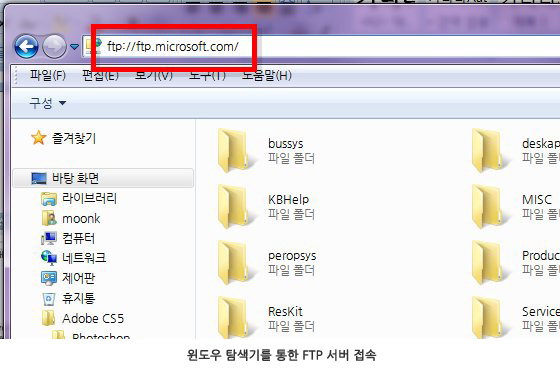 ftp://ftp.microsoft.com/
파일(F) 편집(E) 보기(V) 도구(T) 도움말(H)
구성
즐겨찾기
바탕 화면
라이브러리
moonk
컴퓨터
네트워크
제어판
휴지통
Adobe CS5
Photoshop
bussys
파일 폴더
deskap
파일 폴더
KBHelp
파일 폴더
MISC
파일 폴더
peropsys
파일 폴더
Produc
파일 폴더
ResKit
파일 폴더
Service
파일 폴더
윈도우 탐색기를 통한 FTP 서버 접속